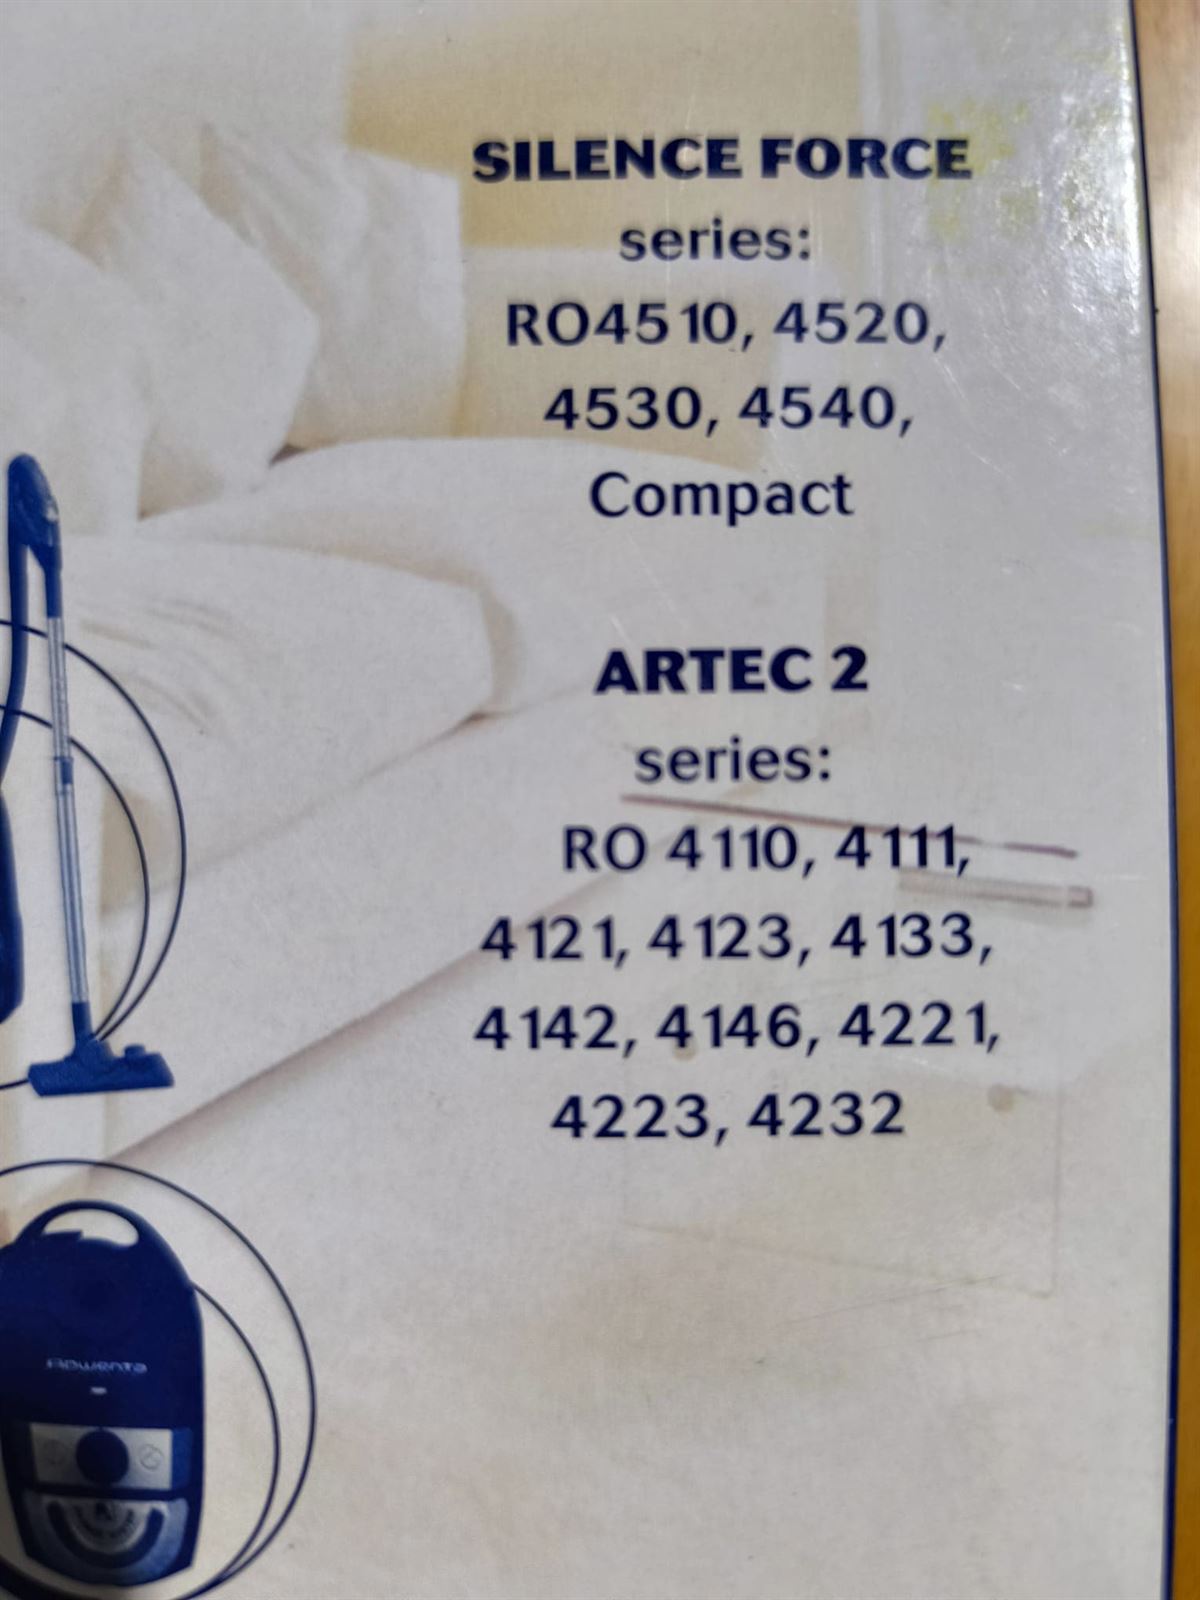 SILENCE FORCE
series:
RO4510, 4520,
4530, 4540,
Compact
ARTEC 2
series:
RO 4110, 4111,
4121, 4123, 4133,
4142, 4146, 4221,
4223, 4232
Rowenta